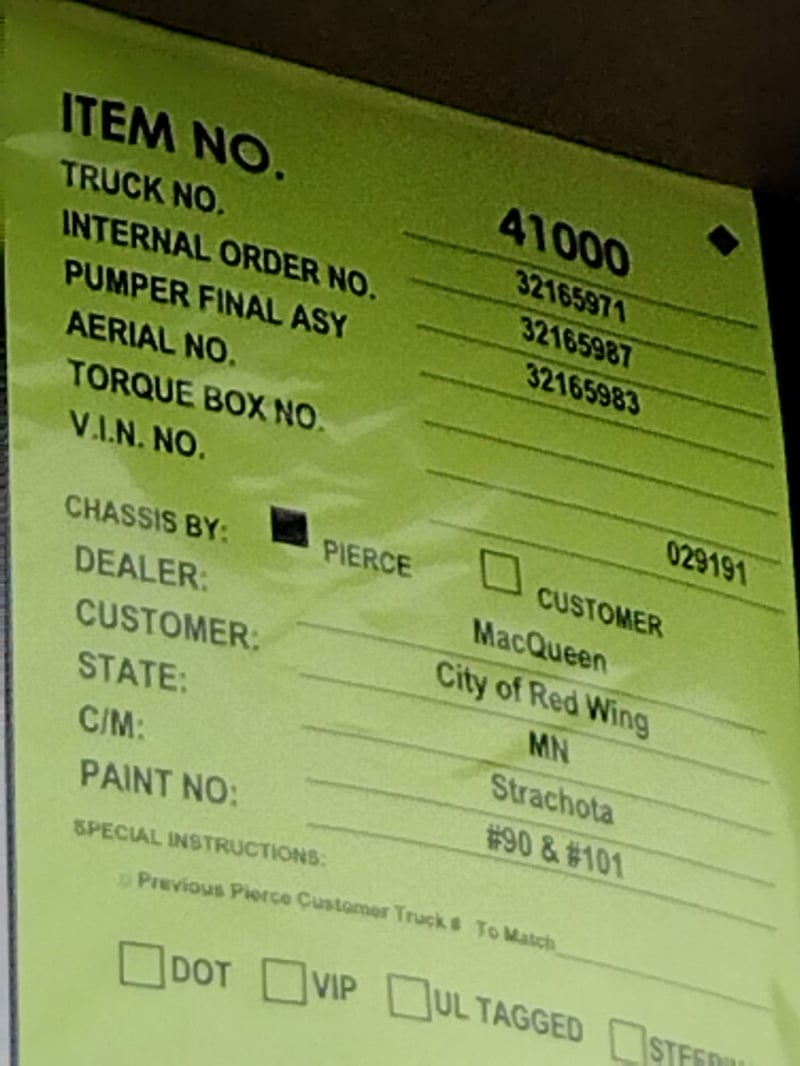 ITEM NO. 41000
TRUCK NO. 32165971
INTERNAL ORDER NO. 32165987
PUMPER FINAL ASY 32165983
AERIAL NO.
TORQUE BOX NO.
V.I.N. NO. 029191
CHASSIS BY: PIERCE CUSTOMER
DEALER: MacQueen
CUSTOMER: City of Red Wing
STATE: MN
C/M: Strachota
PAINT NO: #90 & #101
SPECIAL INSTRUCTIONS:
Previous Pierce Customer Truck # To Match
DOT VIP UL TAGGED